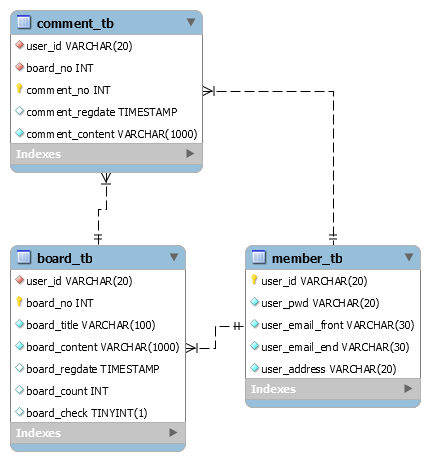 comment_tb
user_id VARCHAR(20)
board_no INT
comment_no INT
comment_regdate TIMESTAMP
comment_content VARCHAR(1000)
Indexes
board_tb
user_id VARCHAR(20)
board_no INT
board_title VARCHAR(100)
board_content VARCHAR(1000)
board_regdate TIMESTAMP
board_count INT
board_check TINYINT(1)
Indexes
member_tb
user_id VARCHAR(20)
user_pwd VARCHAR(20)
user_email_front VARCHAR(30)
user_email_end VARCHAR(30)
user_address VARCHAR(20)
Indexes